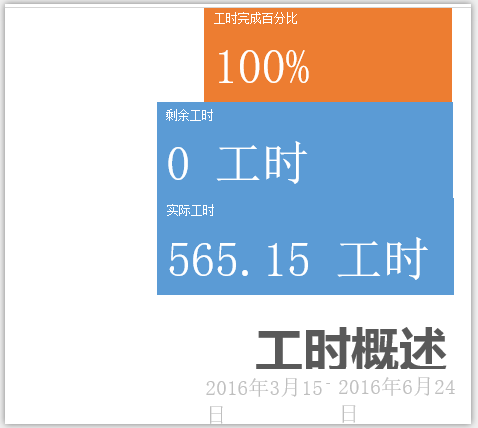 工时完成百分比
100%
剩余工时
0 工时
实际工时
565.15 工时
工时概述
2016年3月15日 - 2016年6月24日